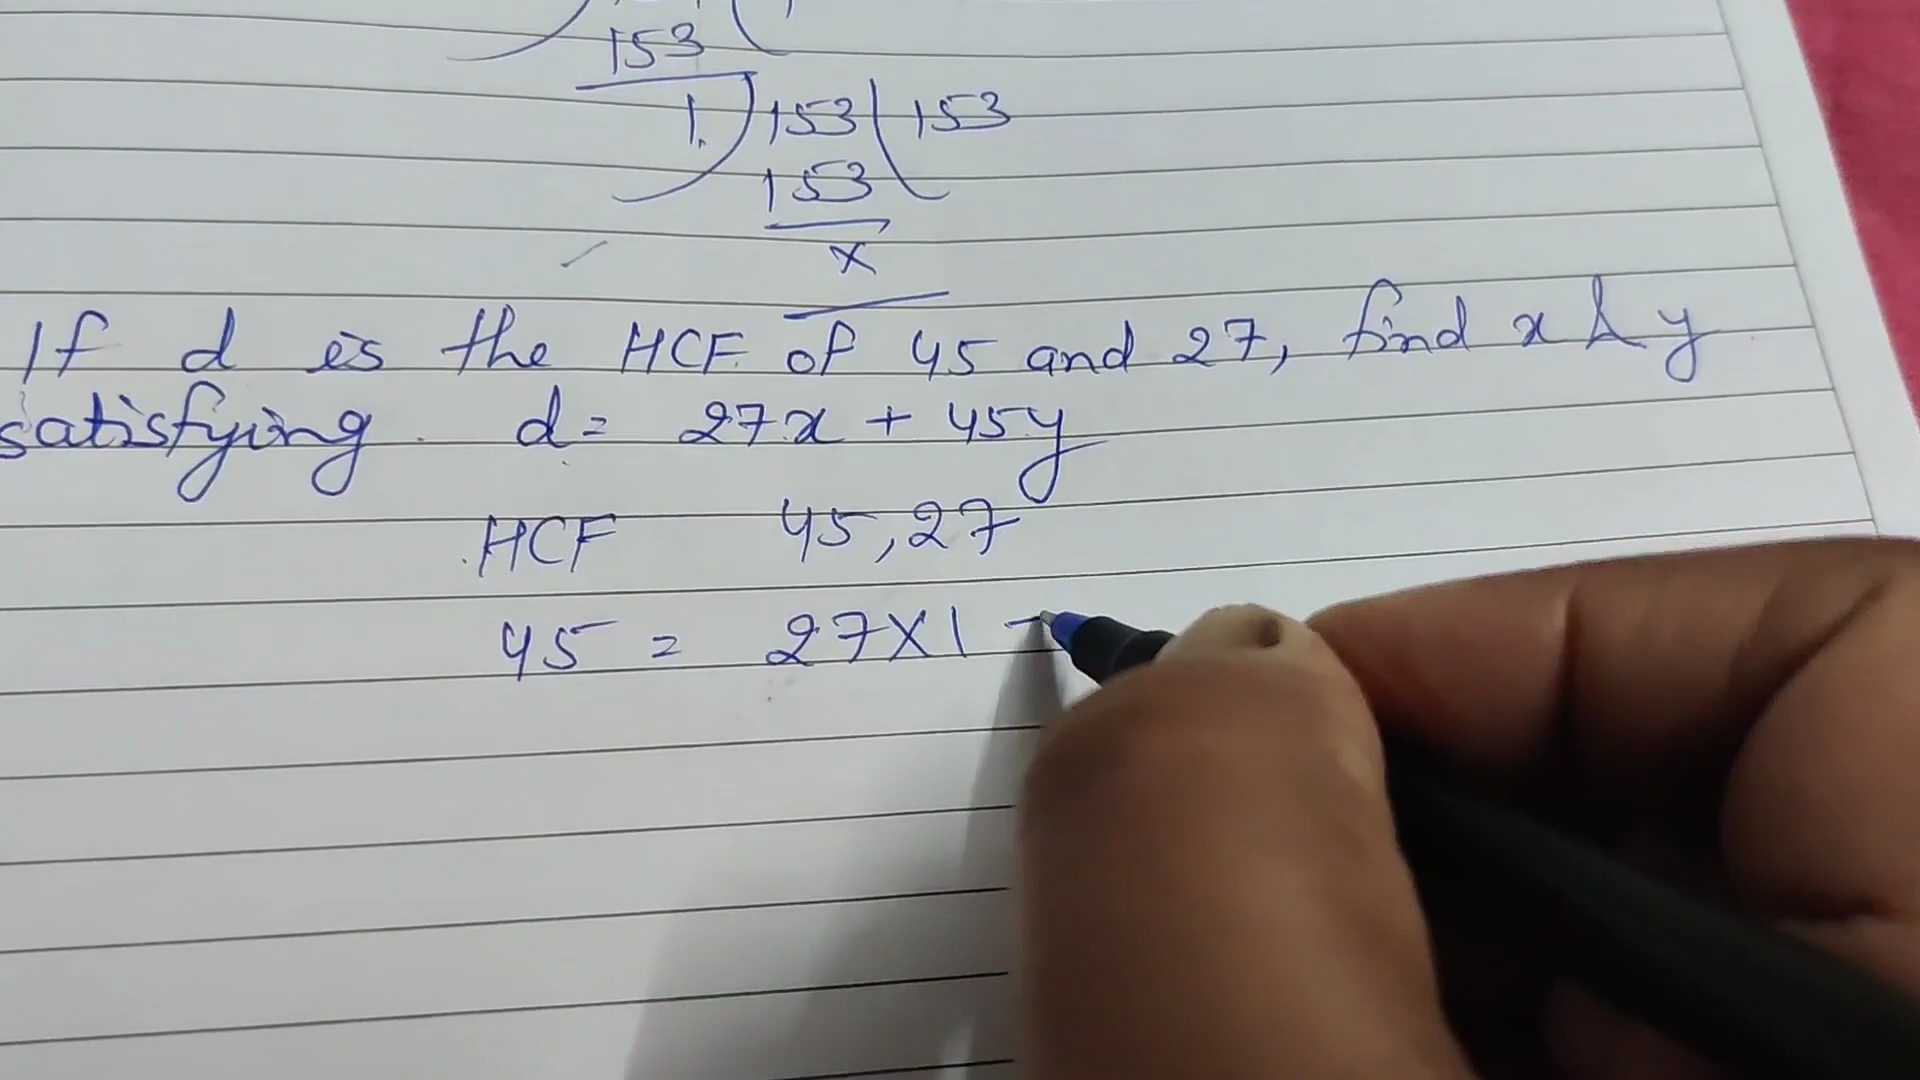 153
1. 153 153
153
x
If d is the HCF of 45 and 27, find x & y
satisfying d = 27x + 45y
HCF 45, 27
45 = 27 X 1